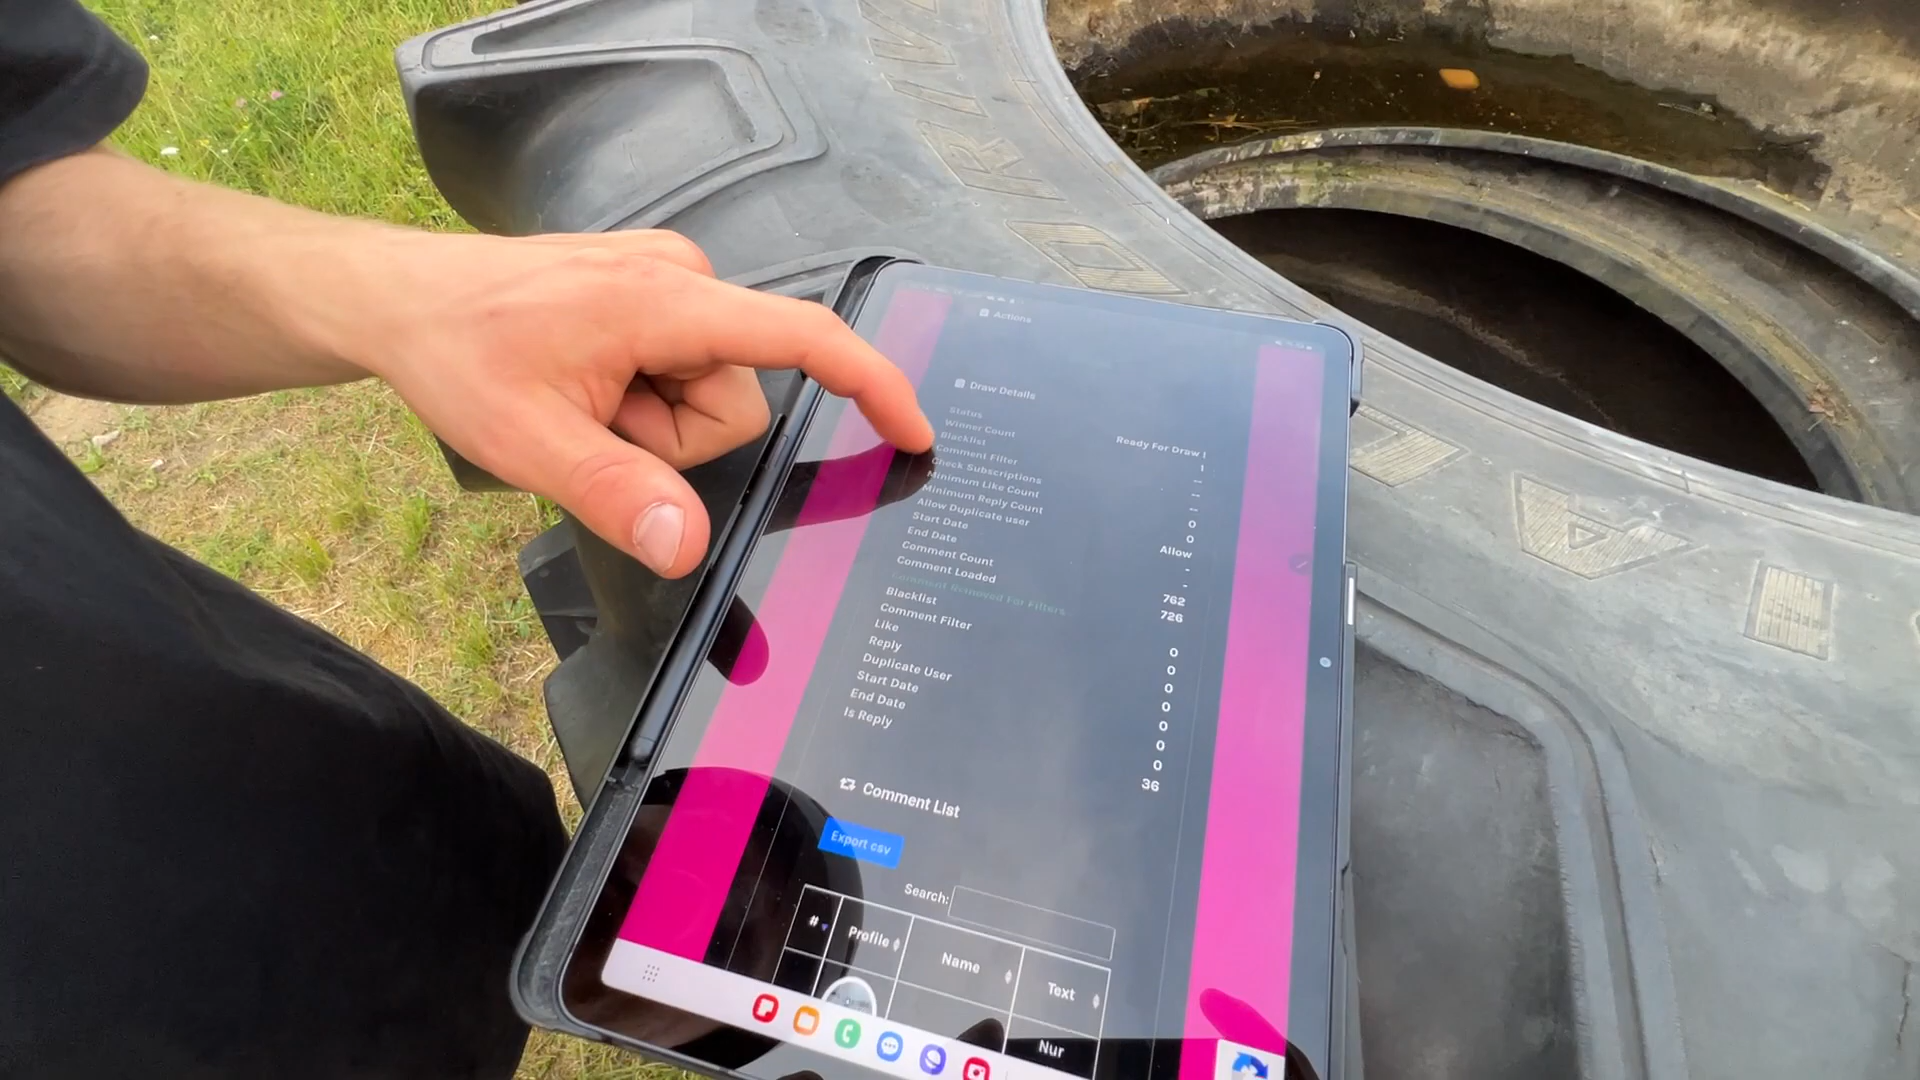 Actions
Draw Details
Status
Ready For Draw !
Winner Count
1
Blacklist
--
Comment Filter
--
Check Subscriptions
Minimum Like Count
0
Minimum Reply Count
0
Allow Duplicate user
Allow
Start Date
-
End Date
-
Comment Count
762
Comment Loaded
726
Comment Removed For Filters
Blacklist
0
Comment Filter
0
Like
0
Reply
0
Duplicate User
0
Start Date
0
End Date
0
Is Reply
36
Comment List
Export csv
Search:
# Profile Name Text
Nur